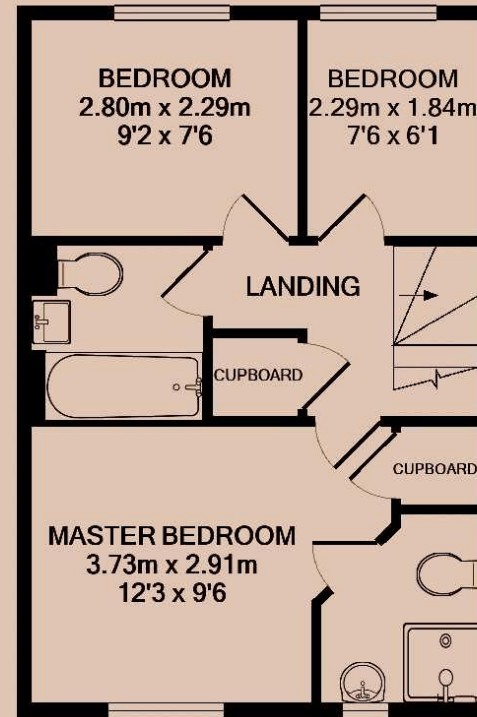 BEDROOM
2.80m x 2.29m
9'2 x 7'6
BEDROOM
2.29m x 1.84m
7'6 x 6'1
LANDING
CUPBOARD
CUPBOARD
MASTER BEDROOM
3.73m x 2.91m
12'3 x 9'6